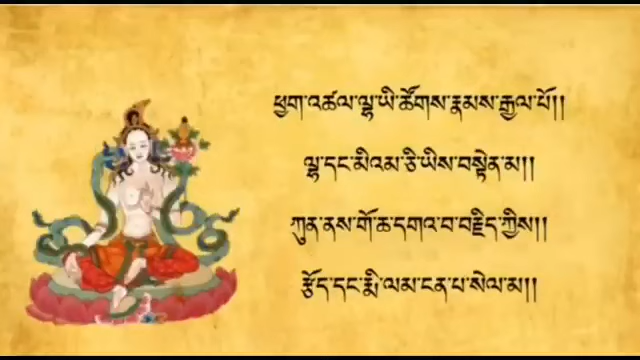 ཕྱག་འཚལ་ལྷ་ཡི་ཚོགས་རྣམས་རྒྱལ་པོ།།
ལྷ་དང་མིའམ་ཅི་ཡིས་བསྟེན་མ།།
ཀུན་ནས་གོ་ཆ་དགའ་བ་བརྗིད་ཀྱིས།།
རྩོད་དང་རྨི་ལམ་ངན་པ་སེལ་མ།།